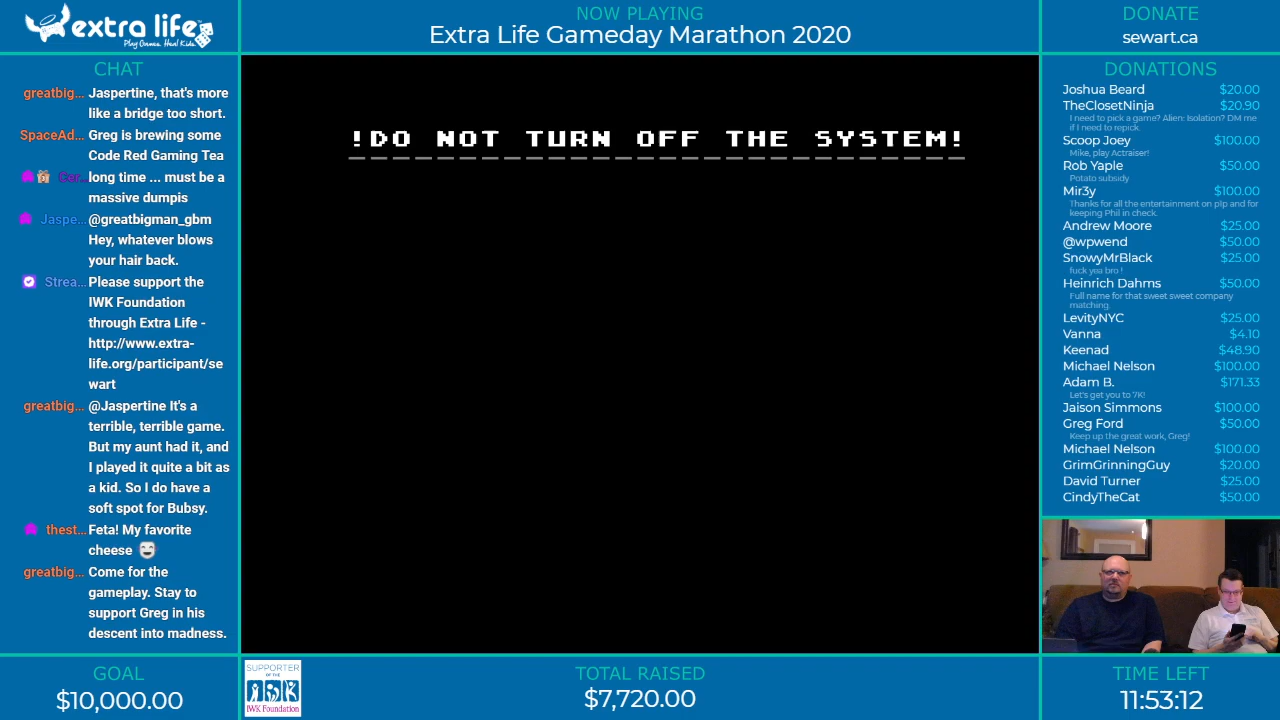 extra life
Play Games. Heal Kids.
NOW PLAYING
Extra Life Gameday Marathon 2020
DONATE
sewart.ca
CHAT
greatbig... Jaspertine, that's more
like a bridge too short.
SpaceAd... Greg is brewing some
Code Red Gaming Tea
Cer... long time ... must be a
massive dumpis
Jaspe... @greatbigman_gbm
Hey, whatever blows
your hair back.
Strea... Please support the
IWK Foundation
through Extra Life -
http://www.extra-
life.org/participant/se
wart
greatbig... @Jaspertine It's a
terrible, terrible game.
But my aunt had it, and
I played it quite a bit as
a kid. So I do have a
soft spot for Bubsy.
thest... Feta! My favorite
cheese
greatbig... Come for the
gameplay. Stay to
support Greg in his
descent into madness.
!DO NOT TURN OFF THE SYSTEM!
DONATIONS
Joshua Beard $20.00
TheClosetNinja $20.90
I need to pick a game? Alien: Isolation? DM me
if I need to repick.
Scoop Joey $100.00
Mike, play Actraiser!
Rob Yaple $50.00
Potato subsidy
Mir3y $100.00
Thanks for all the entertainment on p1p and for
keeping Phil in check.
Andrew Moore $25.00
@wpwend $50.00
SnowyMrBlack $25.00
fuck yea bro !
Heinrich Dahms $50.00
Full name for that sweet sweet company
matching.
LevityNYC $25.00
Vanna $4.10
Keenad $48.90
Michael Nelson $100.00
Adam B. $171.33
Let's get you to 7K!
Jaison Simmons $100.00
Greg Ford $50.00
Keep up the great work, Greg!
Michael Nelson $100.00
GrimGrinningGuy $20.00
David Turner $25.00
CindyTheCat $50.00
GOAL
$10,000.00
SUPPORTER
OF THE
IWK
IWK Foundation
TOTAL RAISED
$7,720.00
TIME LEFT
11:53:12